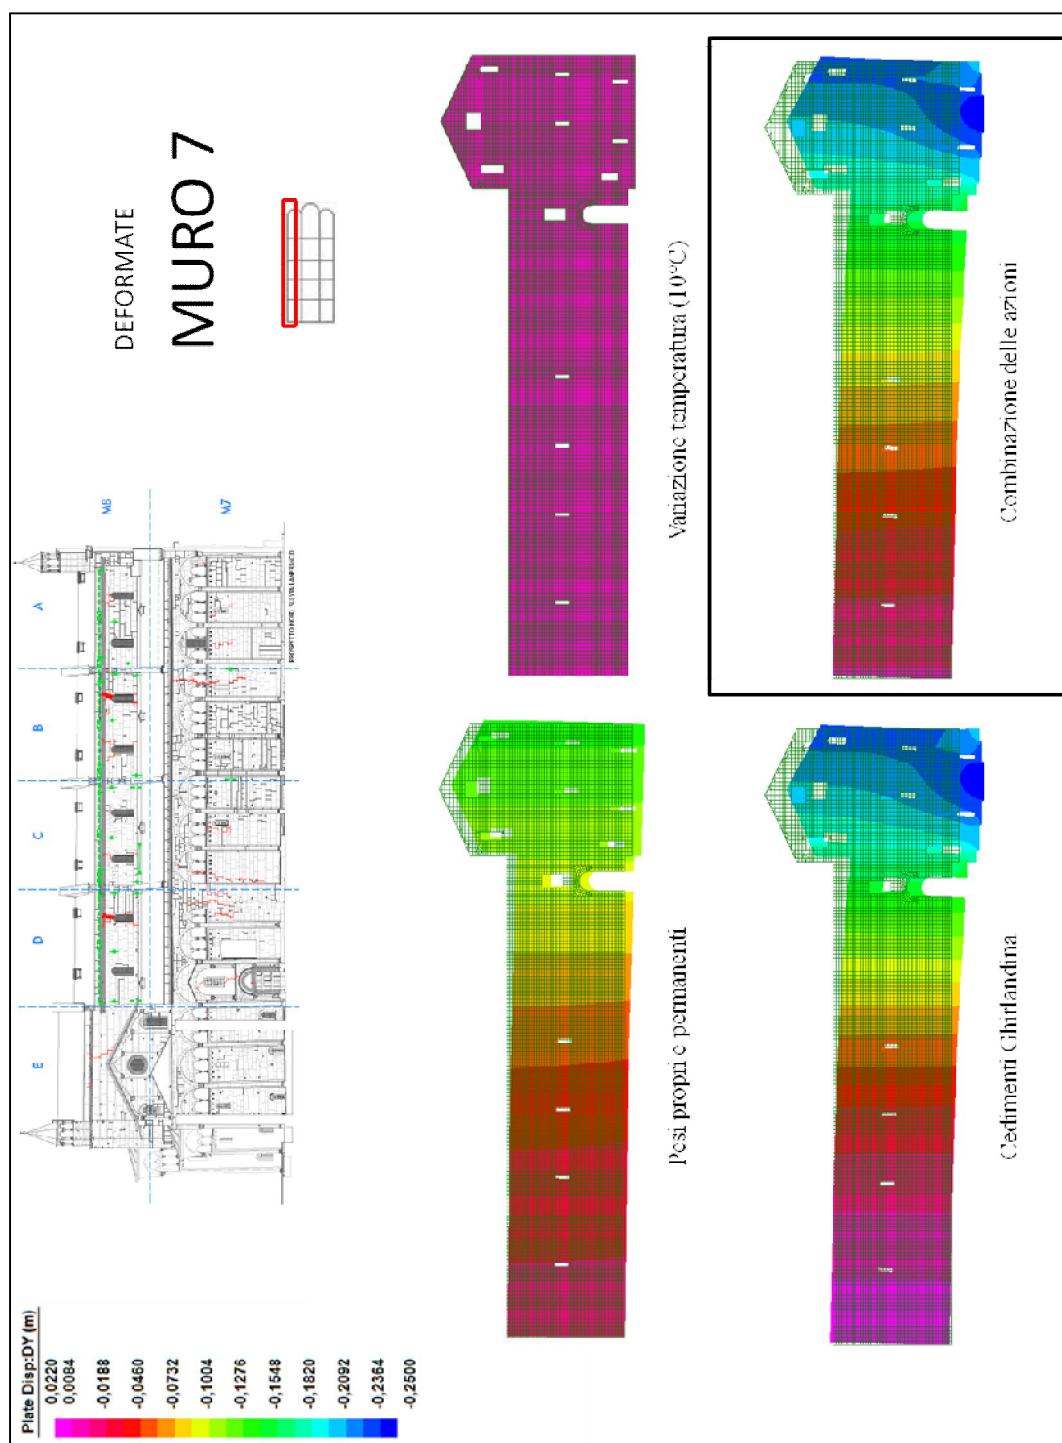 DEFORMATE
MURO 7
M8
M7
A
B
C
D
E
Plate Disp:DY (m)
0,0220
0,0084
-0,0188
-0,0460
-0,0732
-0,1004
-0,1276
-0,1548
-0,1820
-0,2092
-0,2364
-0,2500
Pesi propri e permanenti
Variazione temperatura (10°C)
Cedimenti Ghirlandina
Combinazione delle azioni